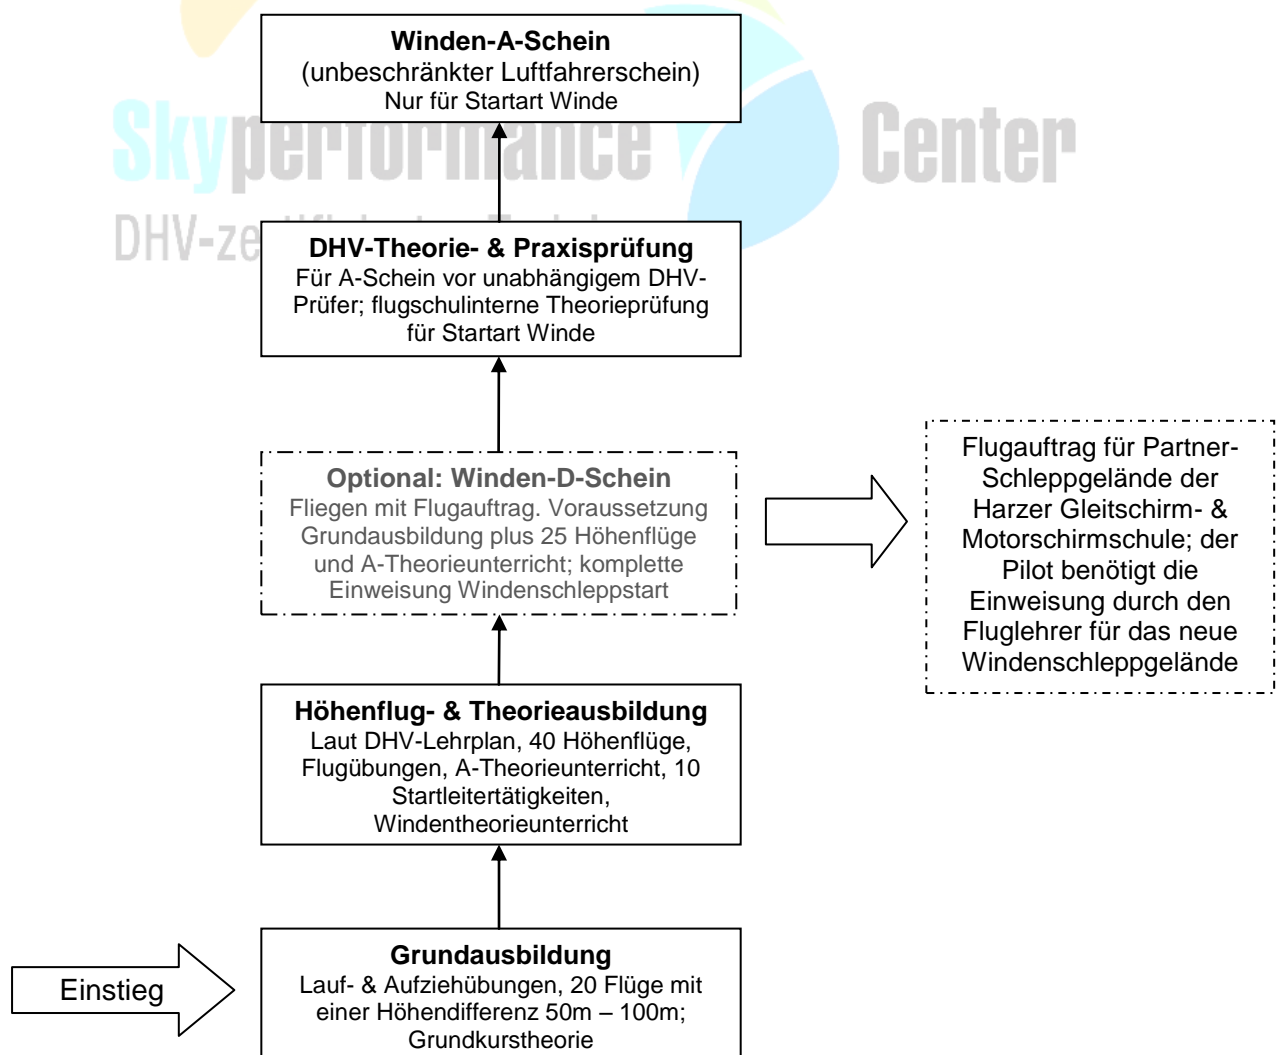 Winden-A-Schein
(unbeschränkter Luftfahrerschein)
Nur für Startart Winde
Skyperformance Center
DHV-ze
DHV-Theorie- & Praxisprüfung
Für A-Schein vor unabhängigem DHV-
Prüfer; flugschulinterne Theorieprüfung
für Startart Winde
Optional: Winden-D-Schein
Fliegen mit Flugauftrag. Voraussetzung
Grundausbildung plus 25 Höhenflüge
und A-Theorieunterricht; komplette
Einweisung Windenschleppstart
Flugauftrag für Partner-
Schleppgelände der
Harzer Gleitschirm- &
Motorschirmschule; der
Pilot benötigt die
Einweisung durch den
Fluglehrer für das neue
Windenschleppgelände
Höhenflug- & Theorieausbildung
Laut DHV-Lehrplan, 40 Höhenflüge,
Flugübungen, A-Theorieunterricht, 10
Startleitertätigkeiten,
Windentheorieunterricht
Einstieg
Grundausbildung
Lauf- & Aufziehübungen, 20 Flüge mit
einer Höhendifferenz 50m – 100m;
Grundkurstheorie